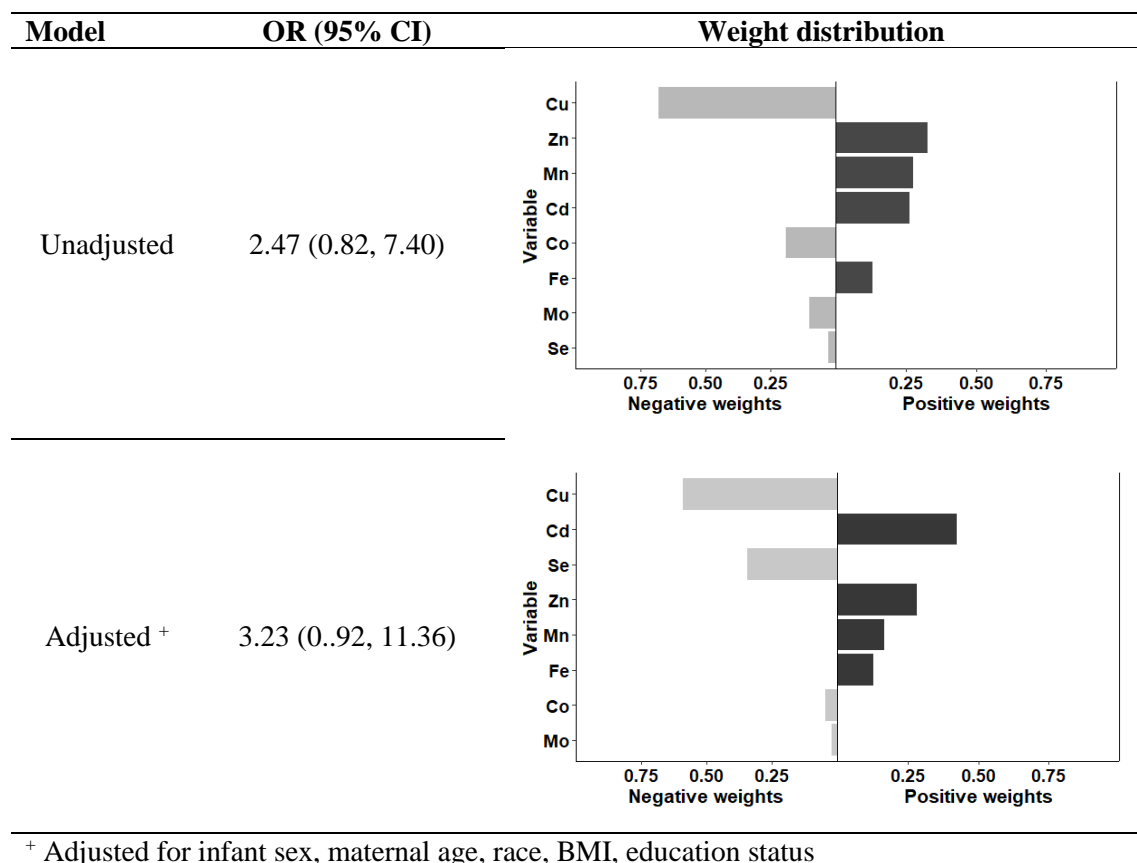 Model OR (95% CI) Weight distribution
Cu
Zn
Mn
Cd
Co
Fe
Mo
Se
Variable
0.75 0.50 0.25 0.25 0.50 0.75
Negative weights Positive weights
Unadjusted 2.47 (0.82, 7.40)
Cu
Cd
Se
Zn
Mn
Fe
Co
Mo
Variable
0.75 0.50 0.25 0.25 0.50 0.75
Negative weights Positive weights
Adjusted + 3.23 (0..92, 11.36)
+ Adjusted for infant sex, maternal age, race, BMI, education status